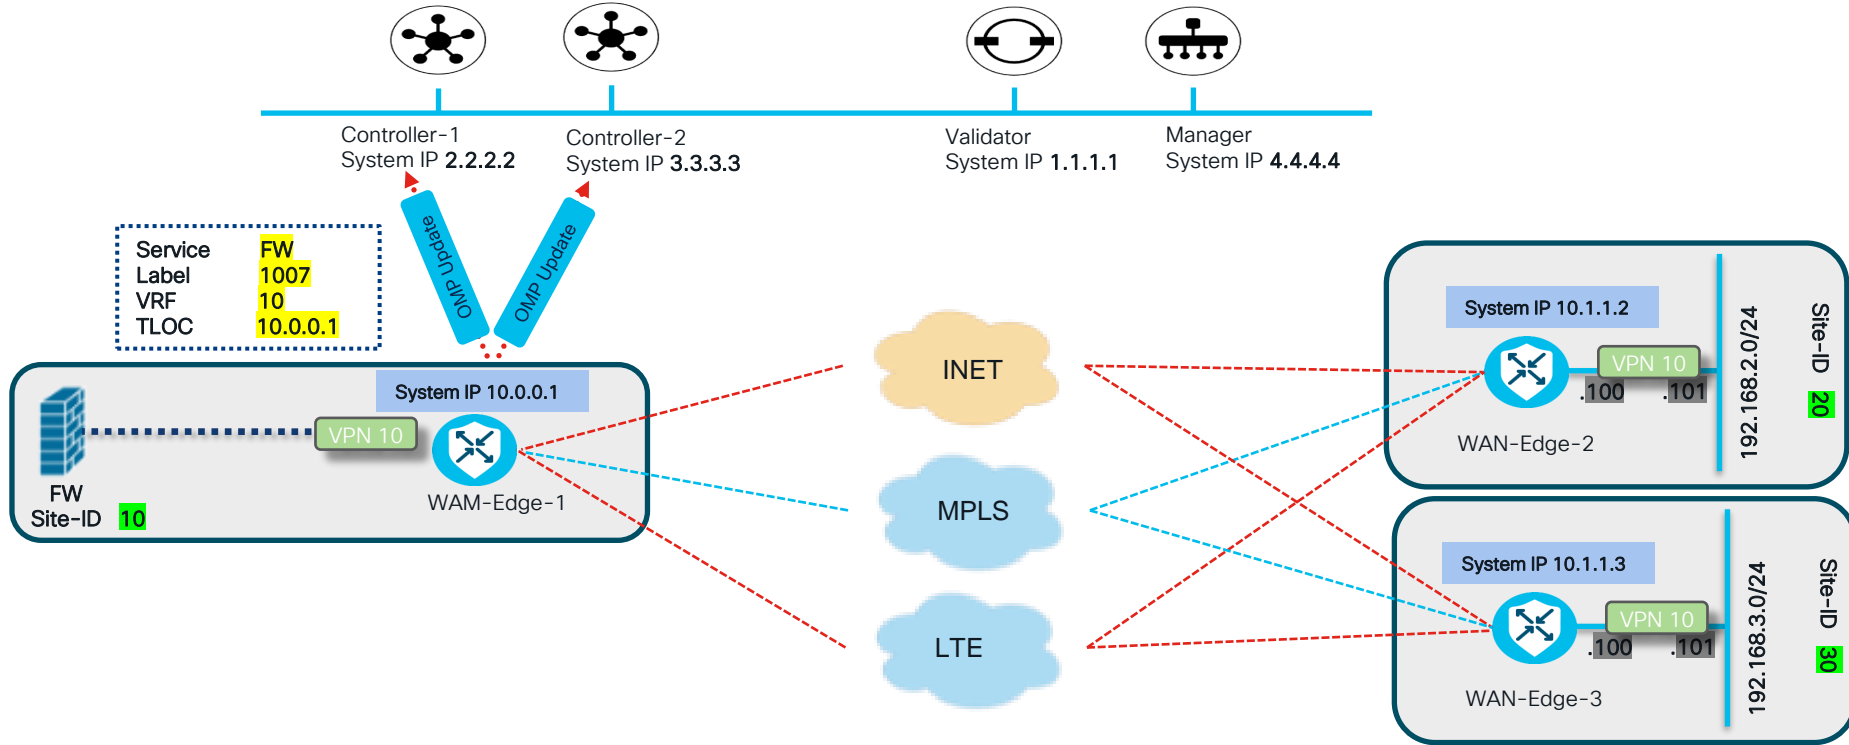 Controller-1
System IP 2.2.2.2
Controller-2
System IP 3.3.3.3
Validator
System IP 1.1.1.1
Manager
System IP 4.4.4.4
OMP Update
OMP Update
Service FW
Label 1007
VRF 10
TLOC 10.0.0.1
System IP 10.0.0.1
VPN 10
WAM-Edge-1
FW
Site-ID 10
INET
MPLS
LTE
System IP 10.1.1.2
VPN 10
.100
.101
WAN-Edge-2
192.168.2.0/24
Site-ID 20
System IP 10.1.1.3
VPN 10
.100
.101
WAN-Edge-3
192.168.3.0/24
Site-ID 30